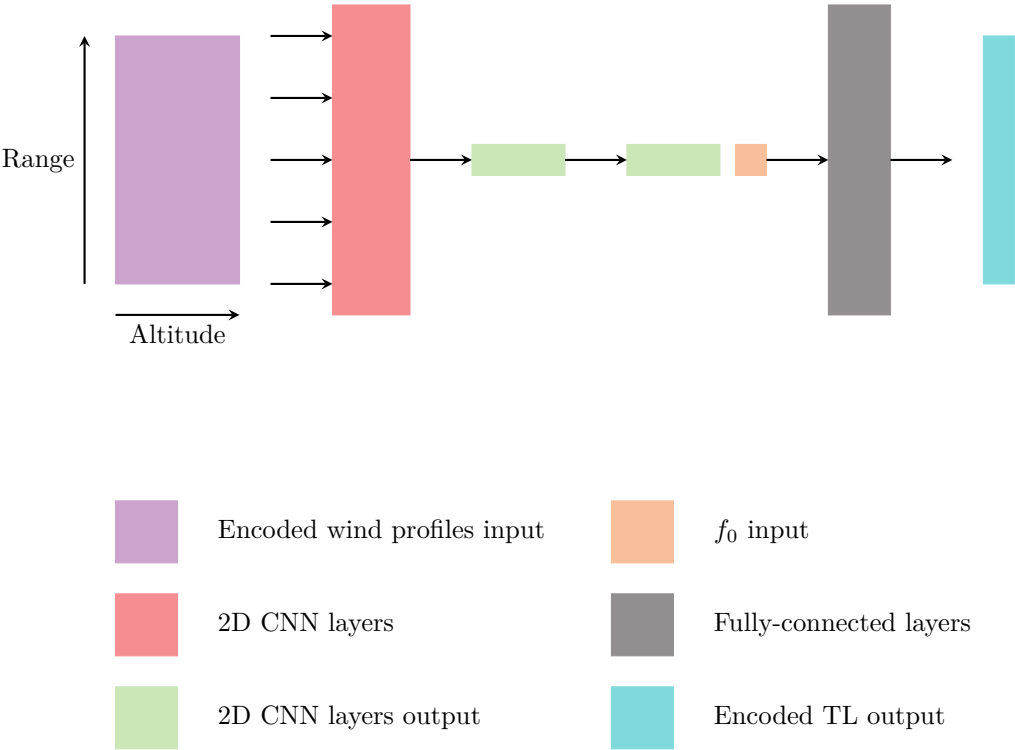 Range
Altitude
Encoded wind profiles input
f₀ input
2D CNN layers
Fully-connected layers
2D CNN layers output
Encoded TL output